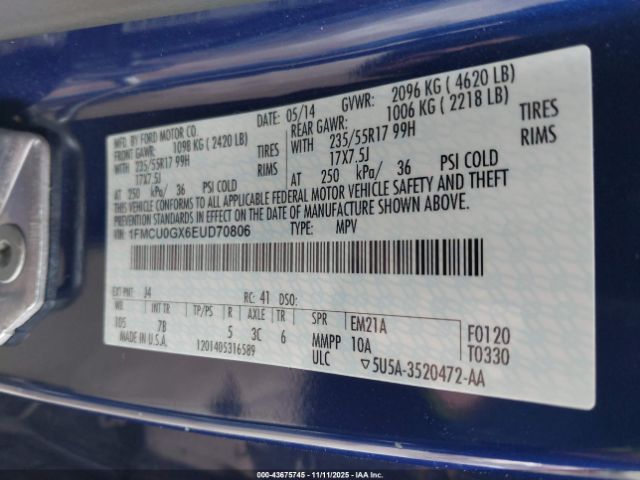 MFD. BY FORD MOTOR CO.
DATE: 05/14 GVWR: 2096 KG ( 4620 LB)
FRONT GAWR: 1098 KG ( 2420 LB)
REAR GAWR: 1006 KG ( 2218 LB)
WITH 235/55R17 99H TIRES
WITH 235/55R17 99H TIRES
17X7.5J RIMS
17X7.5J RIMS
AT 250 kPa/ 36 PSI COLD
AT 250 kPa/ 36 PSI COLD
THIS VEHICLE CONFORMS TO ALL APPLICABLE FEDERAL MOTOR VEHICLE SAFETY AND THEFT
PREVENTION STANDARDS IN EFFECT ON THE DATE OF MANUFACTURE SHOWN ABOVE.
VIN: 1FMCU0GX6EUD70806
TYPE: MPV
EXT PNT: J4 RC: 41 DSO:
WB INT TR TP/PS R AXLE TR SPR
105 7B 5 3C 6
EM21A
MADE IN U.S.A.
1201405316589
MMPP 10A
F0120
T0330
ULC ▽5U5A-3520472-AA
© -- 43675745 -- 11/11/2025 -- IAA Inc.